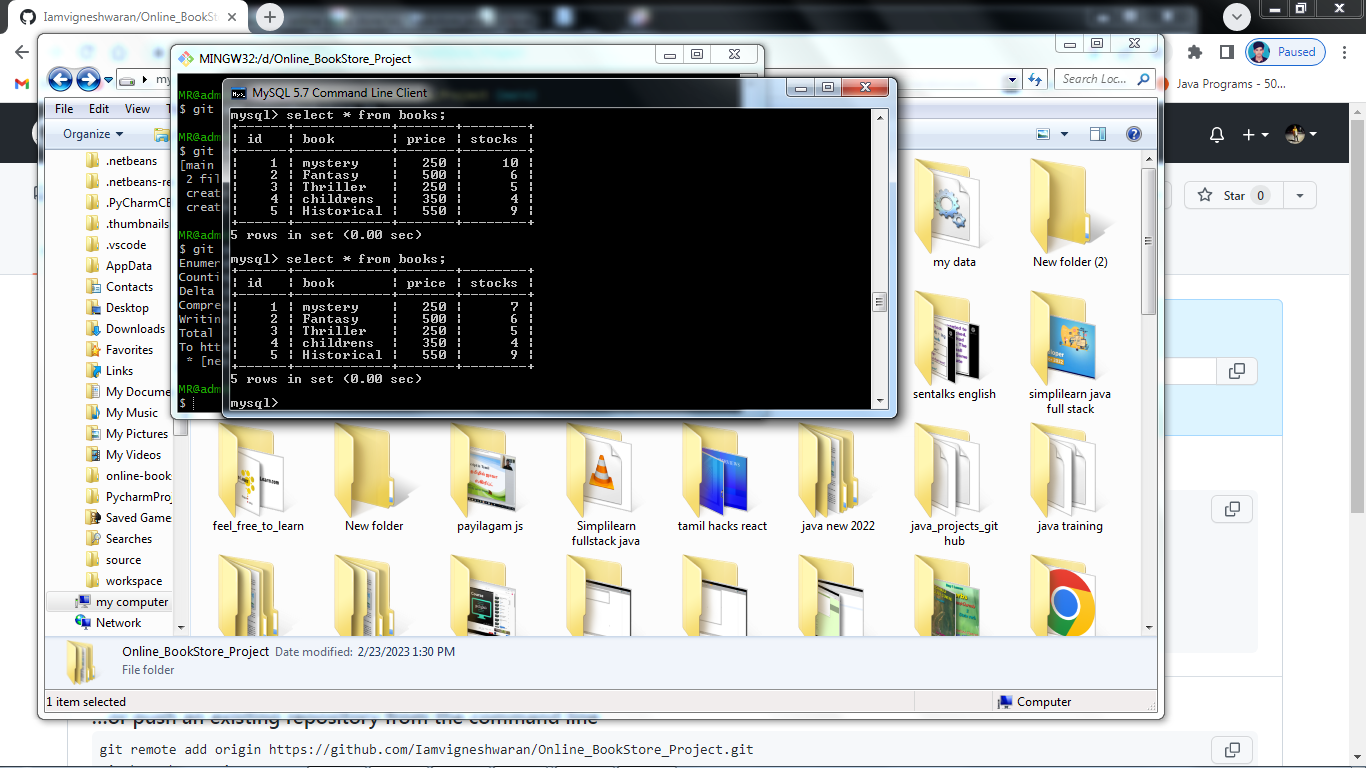 Iamvigneshwaran/Online_BookSt
Paused
Java Programs - 50...
MINGW32:/d/Online_BookStore_Project
MySQL 5.7 Command Line Client
Search Loc...
File Edit View
Organize
MR@adm
$ git
MR@adm
$ git
[main
2 fil
creat
creat
MR@adm
$ git
Enumer
Counti
Delta
Compre
Writin
Total
To htt
* [ne
MR@adm
$
mysql> select * from books;
id book price stocks
1 mystery 250 10
2 Fantasy 500 6
3 Thriller 250 5
4 childrens 350 4
5 Historical 550 9
5 rows in set (0.00 sec)
mysql> select * from books;
id book price stocks
1 mystery 250 7
2 Fantasy 500 6
3 Thriller 250 5
4 childrens 350 4
5 Historical 550 9
5 rows in set (0.00 sec)
mysql>
.netbeans
.netbeans-re
.PyCharmCE
.thumbnails
.vscode
AppData
Contacts
Desktop
Downloads
Favorites
Links
My Docume
My Music
My Pictures
My Videos
online-book
PycharmPro
Saved Game
Searches
source
workspace
my computer
Network
my data
New folder (2)
sentalks english
simplilearn java
full stack
feel_free_to_learn
New folder
payilagam js
Simplilearn
fullstack java
tamil hacks react
java new 2022
java_projects_git
hub
java training
Star 0
Online_BookStore_Project Date modified: 2/23/2023 1:30 PM
File folder
1 item selected
Computer
...or push an existing repository from the command line
git remote add origin https://github.com/Iamvigneshwaran/Online_BookStore_Project.git